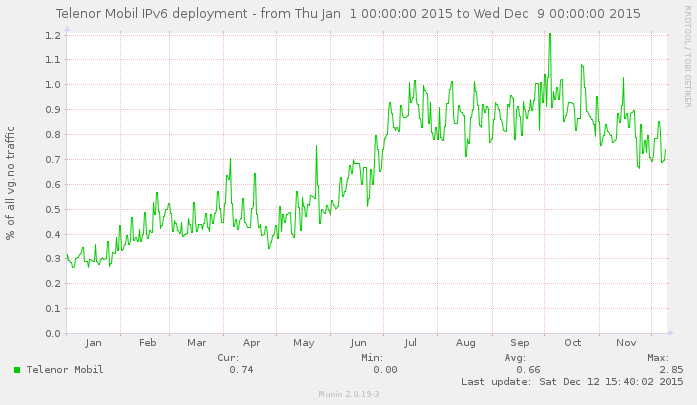 Telenor Mobil IPv6 deployment - from Thu Jan 1 00:00:00 2015 to Wed Dec 9 00:00:00 2015
RRDTOOL / TOBI OETIKER
% of all vg.no traffic
1.2
1.1
1.0
0.9
0.8
0.7
0.6
0.5
0.4
0.3
0.2
0.1
0.0
Jan Feb Mar Apr May Jun Jul Aug Sep Oct Nov
Cur: Min: Avg: Max:
Telenor Mobil 0.74 0.00 0.66 2.85
Last update: Sat Dec 12 15:40:02 2015
Munin 2.0.19-3